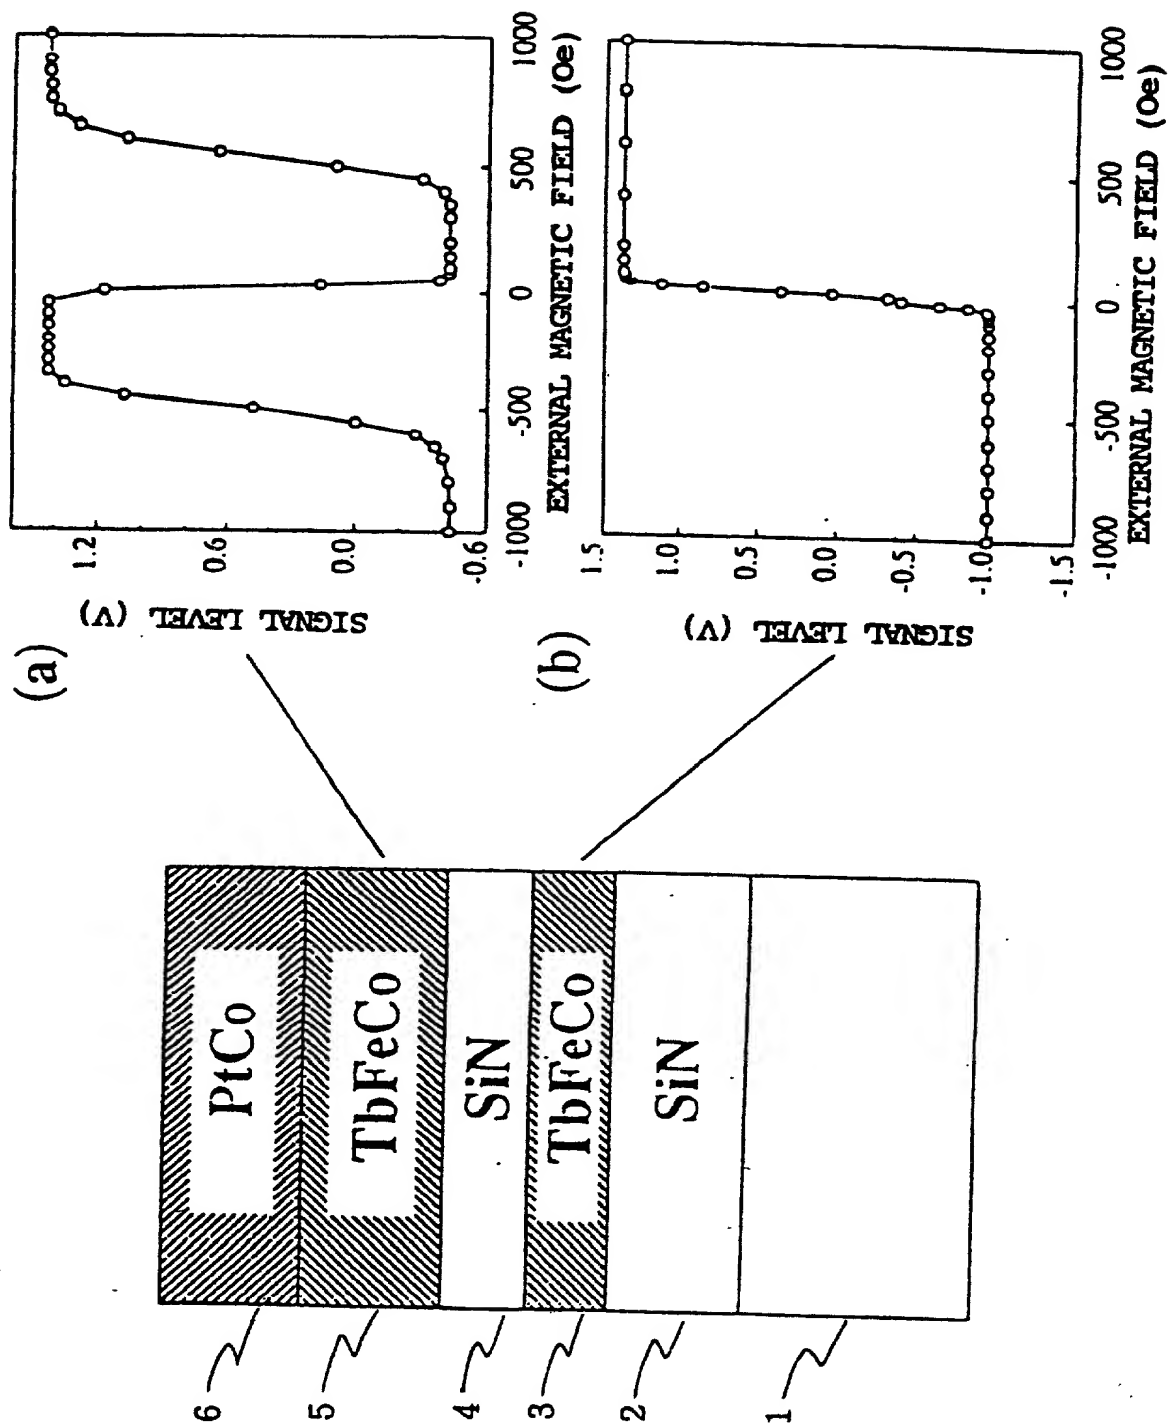 (a)
SIGNAL LEVEL (V)
1.2
0.6
0.0
-0.6
-1000
-500
0
500
1000
EXTERNAL MAGNETIC FIELD (Oe)
(b)
SIGNAL LEVEL (V)
1.5
1.0
0.5
0.0
-0.5
-1.0
-1.5
-1000
-500
0
500
1000
EXTERNAL MAGNETIC FIELD (Oe)
6
PtCo
5
TbFeCo
4
SiN
3
TbFeCo
2
SiN
1